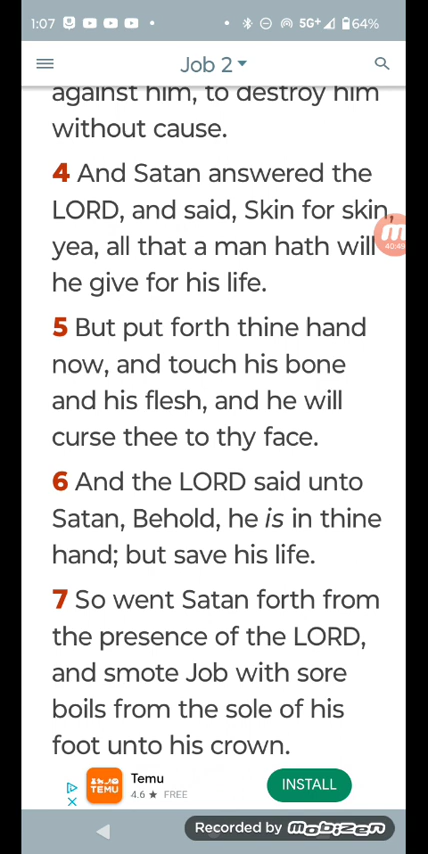 1:07 5G+ 64%
Job 2
against him, to destroy him
without cause.
4 And Satan answered the
LORD, and said, Skin for skin,
yea, all that a man hath will
he give for his life.
40:49
5 But put forth thine hand
now, and touch his bone
and his flesh, and he will
curse thee to thy face.
6 And the LORD said unto
Satan, Behold, he is in thine
hand; but save his life.
7 So went Satan forth from
the presence of the LORD,
and smote Job with sore
boils from the sole of his
foot unto his crown.
TEMU
Temu
4.6 ★ FREE
INSTALL
Recorded by Mobizen